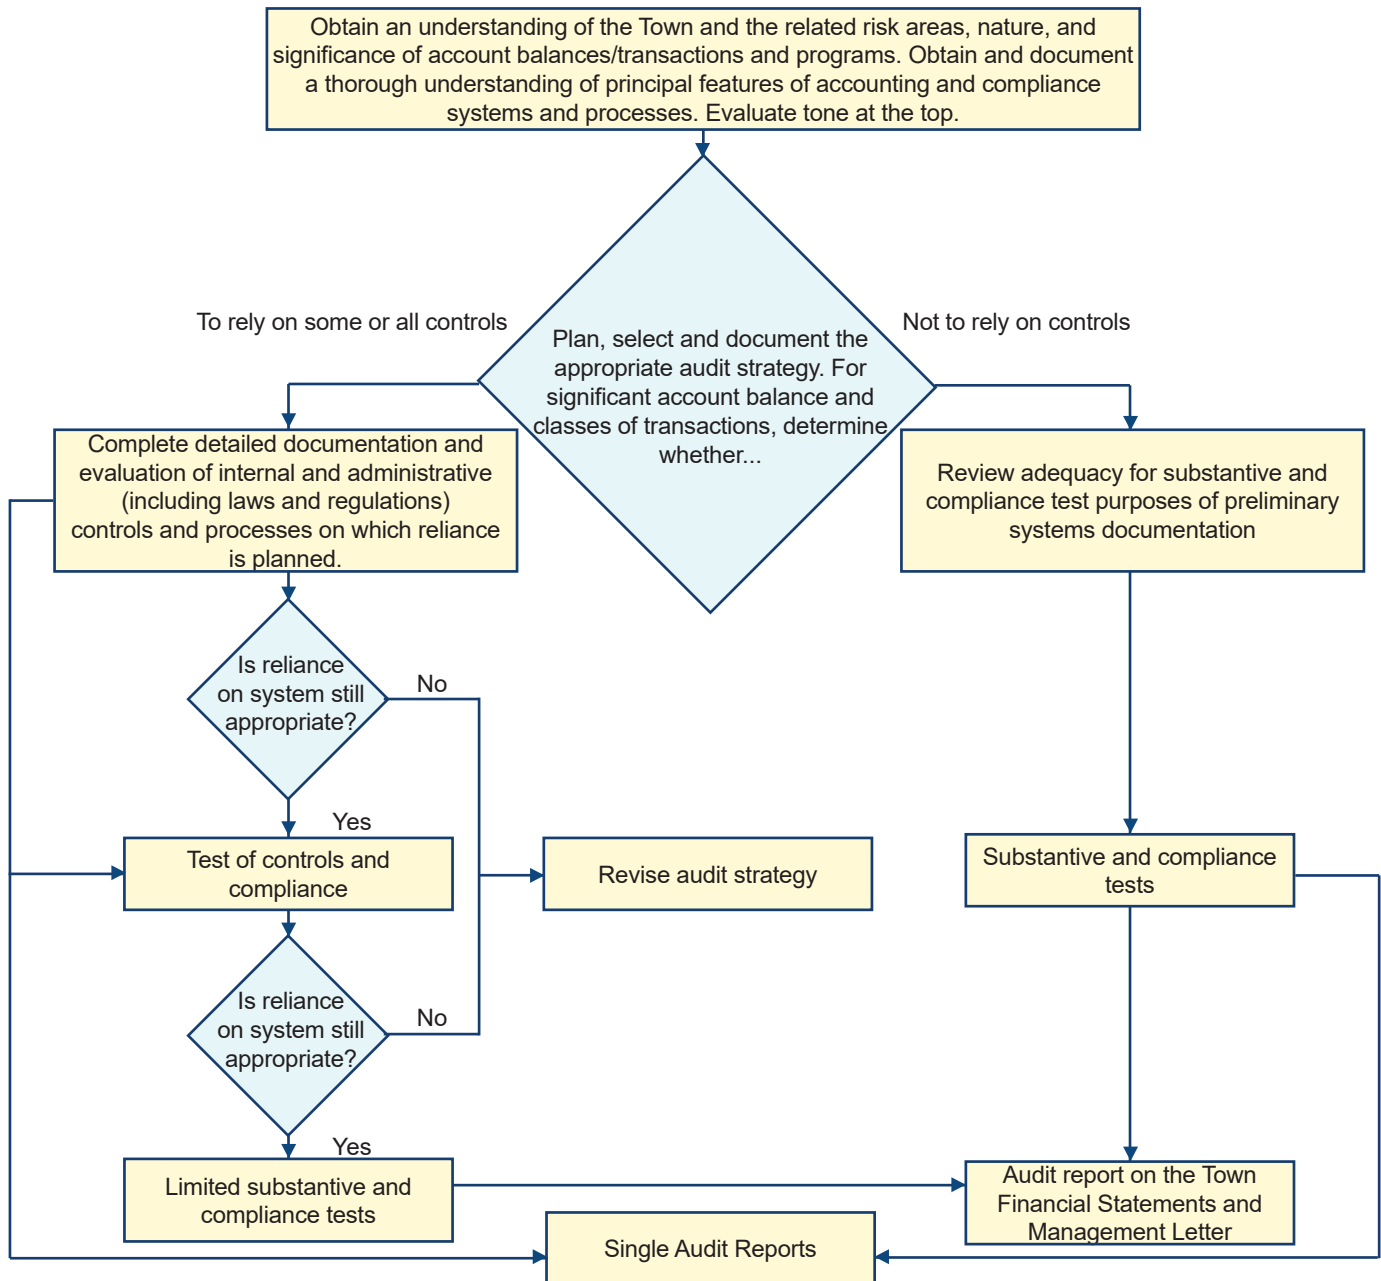 Obtain an understanding of the Town and the related risk areas, nature, and
significance of account balances/transactions and programs. Obtain and document
a thorough understanding of principal features of accounting and compliance
systems and processes. Evaluate tone at the top.
To rely on some or all controls
Not to rely on controls
Plan, select and document the
appropriate audit strategy. For
significant account balance and
classes of transactions, determine
whether...
Complete detailed documentation and
evaluation of internal and administrative
(including laws and regulations)
controls and processes on which reliance
is planned.
Review adequacy for substantive and
compliance test purposes of preliminary
systems documentation
Is reliance
on system still
appropriate?
No
Yes
Test of controls and
compliance
Revise audit strategy
Substantive and compliance
tests
Is reliance
on system still
appropriate?
No
Yes
Limited substantive and
compliance tests
Audit report on the Town
Financial Statements and
Management Letter
Single Audit Reports